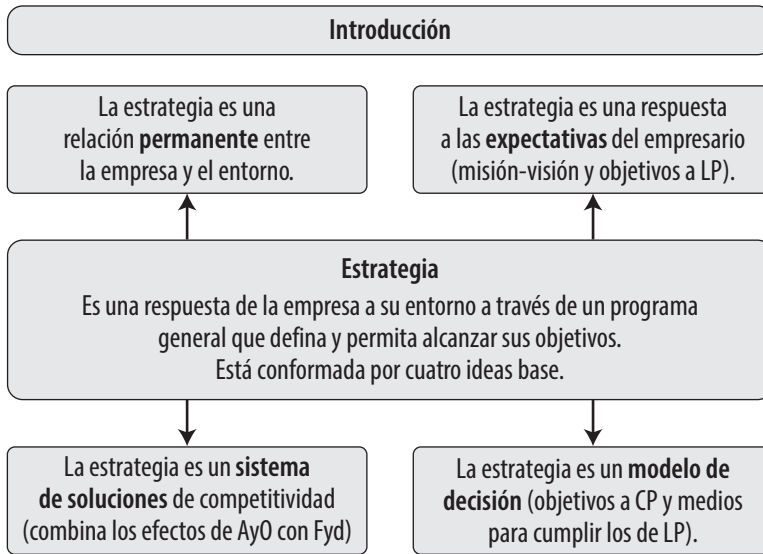 Introducción
La estrategia es una
relación permanente entre
la empresa y el entorno.
La estrategia es una respuesta
a las expectativas del empresario
(misión-visión y objetivos a LP).
Estrategia
Es una respuesta de la empresa a su entorno a través de un programa
general que defina y permita alcanzar sus objetivos.
Está conformada por cuatro ideas base.
La estrategia es un sistema
de soluciones de competitividad
(combina los efectos de AyO con Fyd)
La estrategia es un modelo de
decisión (objetivos a CP y medios
para cumplir los de LP).